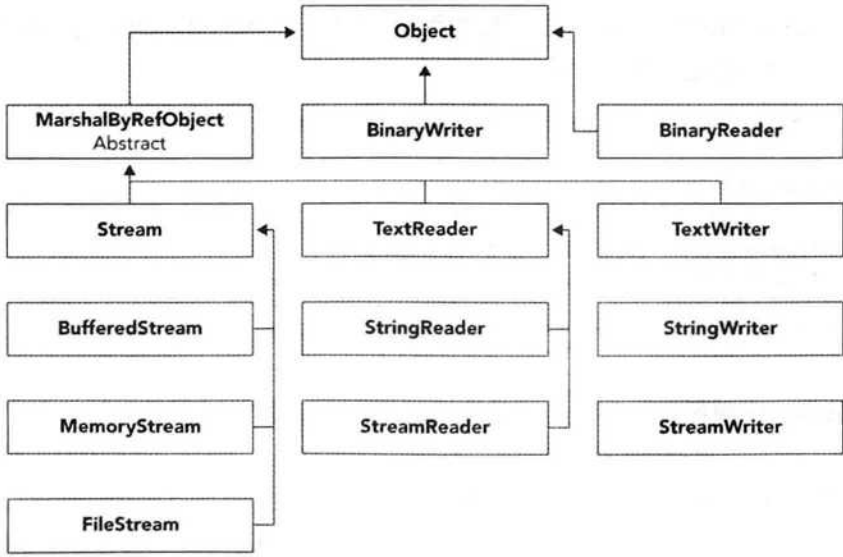 Object
MarshalByRefObject
Abstract
BinaryWriter
BinaryReader
Stream
TextReader
TextWriter
BufferedStream
StringReader
StringWriter
MemoryStream
StreamReader
StreamWriter
FileStream